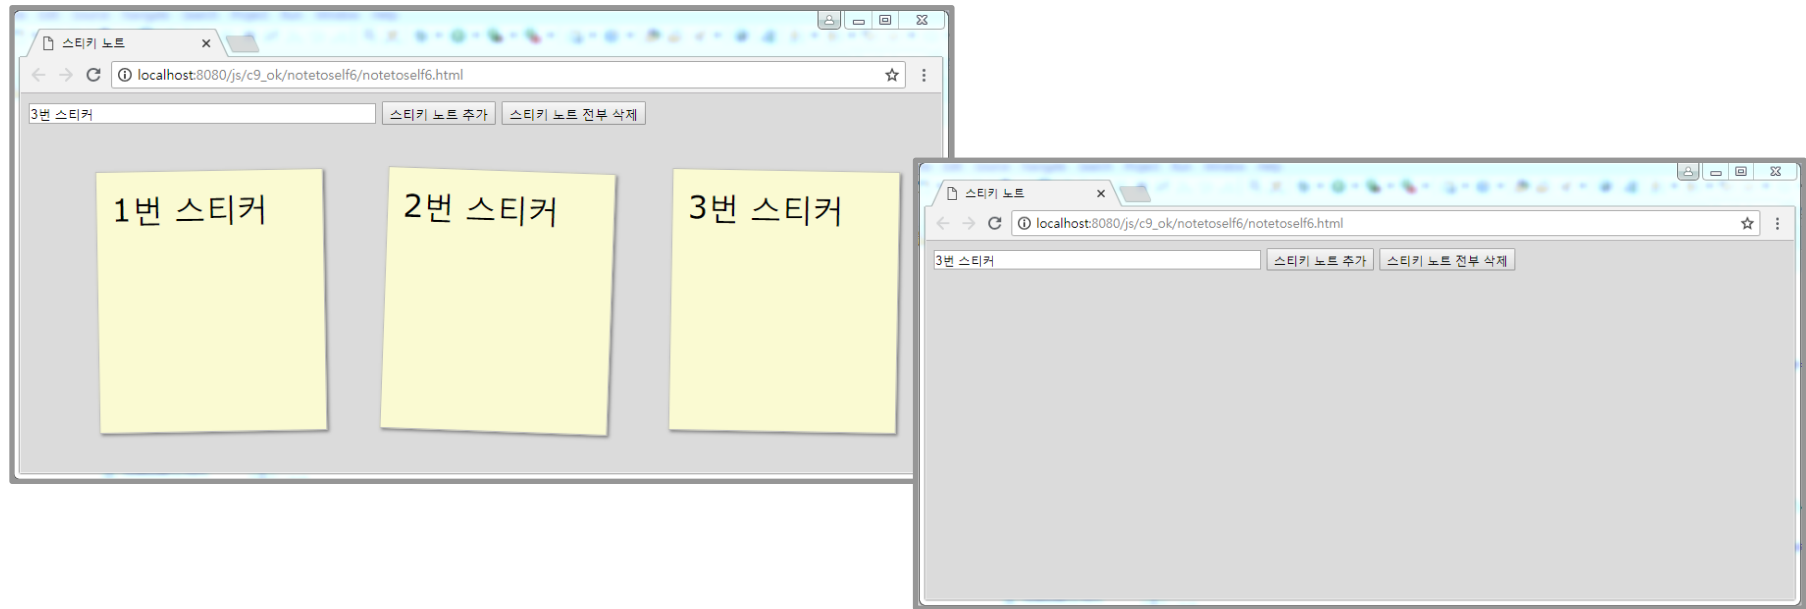 스티키 노트
localhost:8080/js/c9_ok/notetoself6/notetoself6.html
3번 스티커 스티키 노트 추가 스티키 노트 전부 삭제
1번 스티커 2번 스티커 3번 스티커
스티키 노트
localhost:8080/js/c9_ok/notetoself6/notetoself6.html
3번 스티커 스티키 노트 추가 스티키 노트 전부 삭제